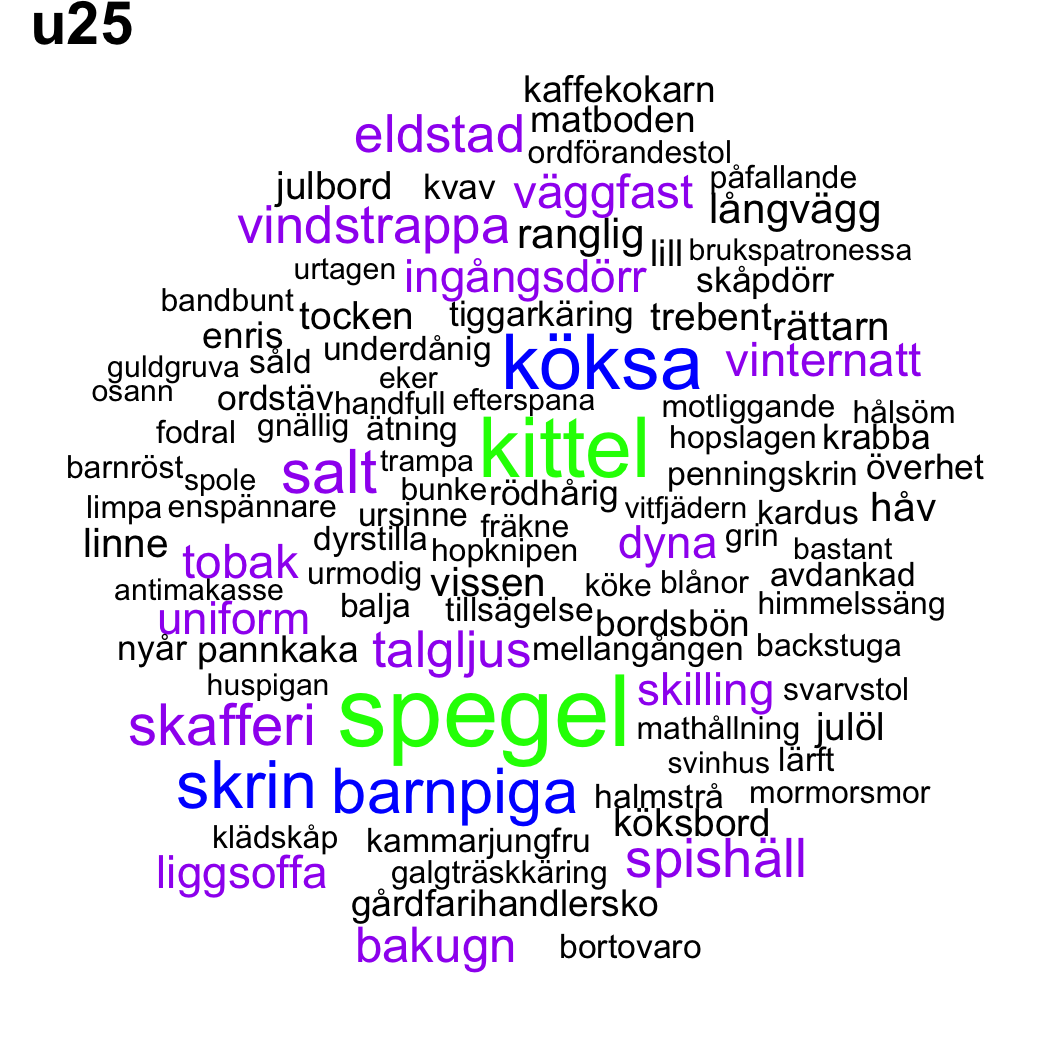 u25
kaffekokarn
eldstad matboden
ordförandestol
julbord kvav väggfast påfallande
vindstrappa ranglig långvägg
lill brukspatronessa
urtagen ingångsdörr skåpdörr
bandbunt tocken tiggarkäring trebent rättarn
enris underdånig köksa vinternatt
guldgruva såld eker
osann ordstäv handfull efterspana motliggande hålsöm
fodral gnällig ätning kittel hopslagen krabba
barnröst spole salt trampa penningskrin överhet
limpa enspännare bunke rödhårig vitfjädern kardus håv
linne ursinne fräkne
dyrstilla hopknipen dyna grin bastant
tobak urmodig vissen köke blånor avdankad
antimakasse balja tillsägelse himmelssäng
uniform bordsbön
nyår pannkaka talgljus mellangången backstuga
huspigan spegel skilling svarvstol
skafferi mathållning julöl
svinhus lärft
skrin barnpiga halmstrå mormorsmor
klädskåp kammarjungfru köksbord
liggsoffa galgträskkäring spishäll
gårdfarihandlersko
bakugn bortovaro